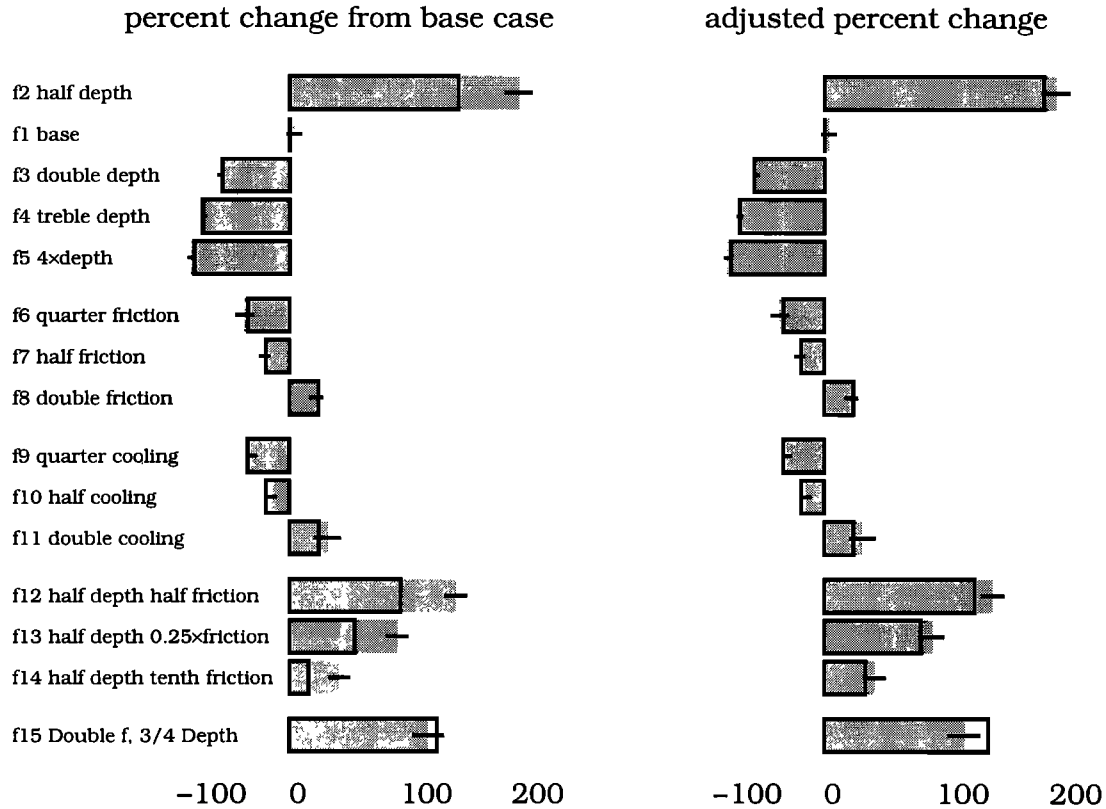 percent change from base case
adjusted percent change
f2 half depth
f1 base
f3 double depth
f4 treble depth
f5 4×depth
f6 quarter friction
f7 half friction
f8 double friction
f9 quarter cooling
f10 half cooling
f11 double cooling
f12 half depth half friction
f13 half depth 0.25×friction
f14 half depth tenth friction
f15 Double f, 3/4 Depth
−100 0 100 200
−100 0 100 200